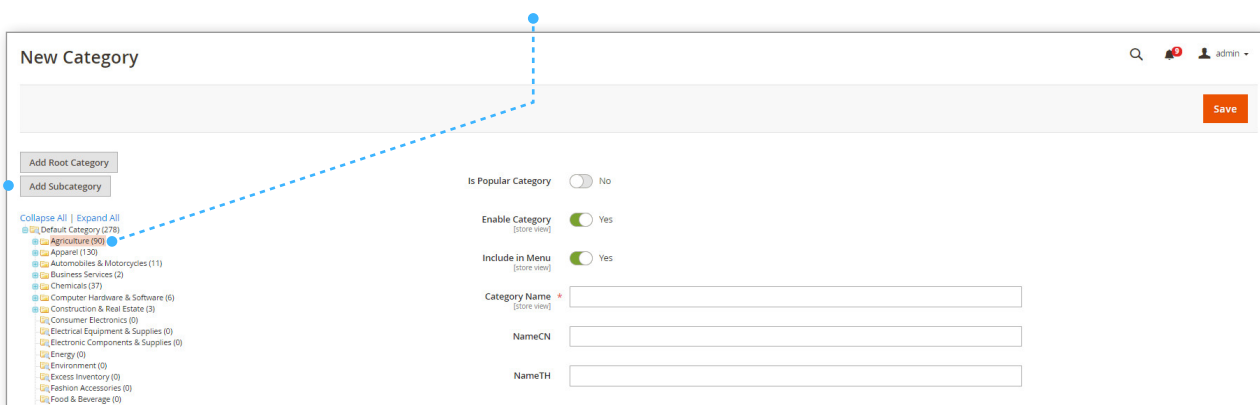 New Category
9
admin
Save
Add Root Category
Add Subcategory
Collapse All | Expand All
Default Category (278)
Agriculture (90)
Apparel (130)
Automobiles & Motorcycles (11)
Business Services (2)
Chemicals (37)
Computer Hardware & Software (6)
Construction & Real Estate (3)
Consumer Electronics (0)
Electrical Equipment & Supplies (0)
Electronic Components & Supplies (0)
Energy (0)
Environment (0)
Excess Inventory (0)
Fashion Accessories (0)
Food & Beverage (0)
Is Popular Category No
Enable Category Yes
[store view]
Include in Menu Yes
[store view]
Category Name *
[store view]
NameCN
NameTH